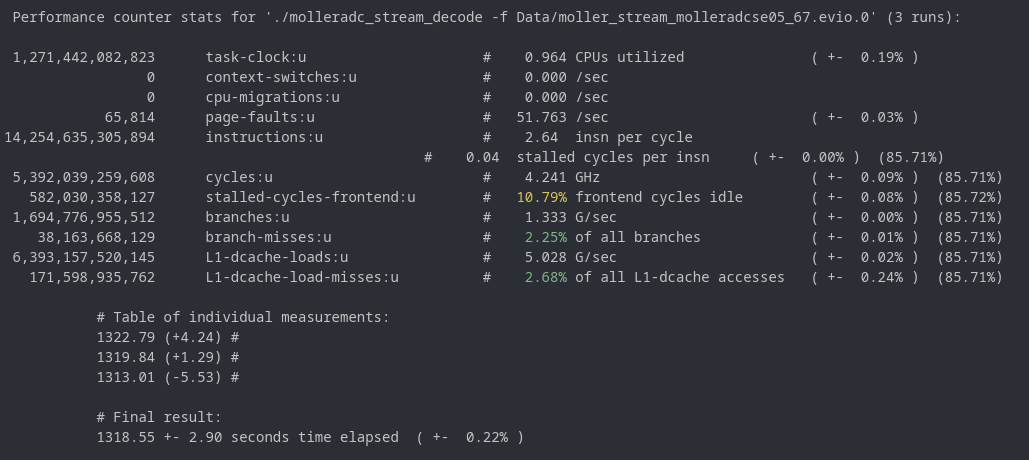 Performance counter stats for './molleradc_stream_decode -f Data/moller_stream_molleradcse05_67.evio.0' (3 runs):
1,271,442,082,823 task-clock:u # 0.964 CPUs utilized ( +- 0.19% )
0 context-switches:u # 0.000 /sec
0 cpu-migrations:u # 0.000 /sec
65,814 page-faults:u # 51.763 /sec ( +- 0.03% )
14,254,635,305,894 instructions:u # 2.64 insn per cycle
# 0.04 stalled cycles per insn ( +- 0.00% ) (85.71%)
5,392,039,259,608 cycles:u # 4.241 GHz ( +- 0.09% ) (85.71%)
582,030,358,127 stalled-cycles-frontend:u # 10.79% frontend cycles idle ( +- 0.08% ) (85.72%)
1,694,776,955,512 branches:u # 1.333 G/sec ( +- 0.00% ) (85.71%)
38,163,668,129 branch-misses:u # 2.25% of all branches ( +- 0.01% ) (85.71%)
6,393,157,520,145 L1-dcache-loads:u # 5.028 G/sec ( +- 0.02% ) (85.71%)
171,598,935,762 L1-dcache-load-misses:u # 2.68% of all L1-dcache accesses ( +- 0.24% ) (85.71%)
# Table of individual measurements:
1322.79 (+4.24) #
1319.84 (+1.29) #
1313.01 (-5.53) #
# Final result:
1318.55 +- 2.90 seconds time elapsed ( +- 0.22% )